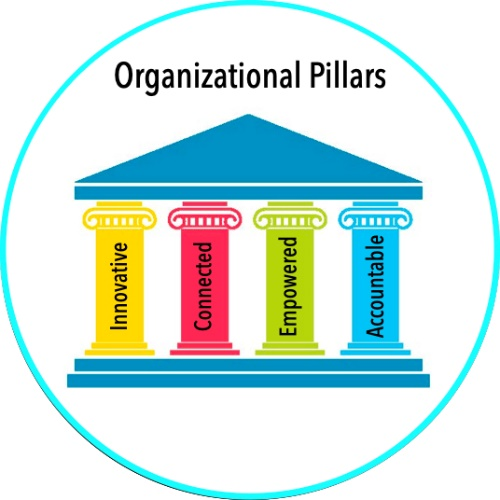 Organizational Pillars
Innovative
Connected
Empowered
Accountable